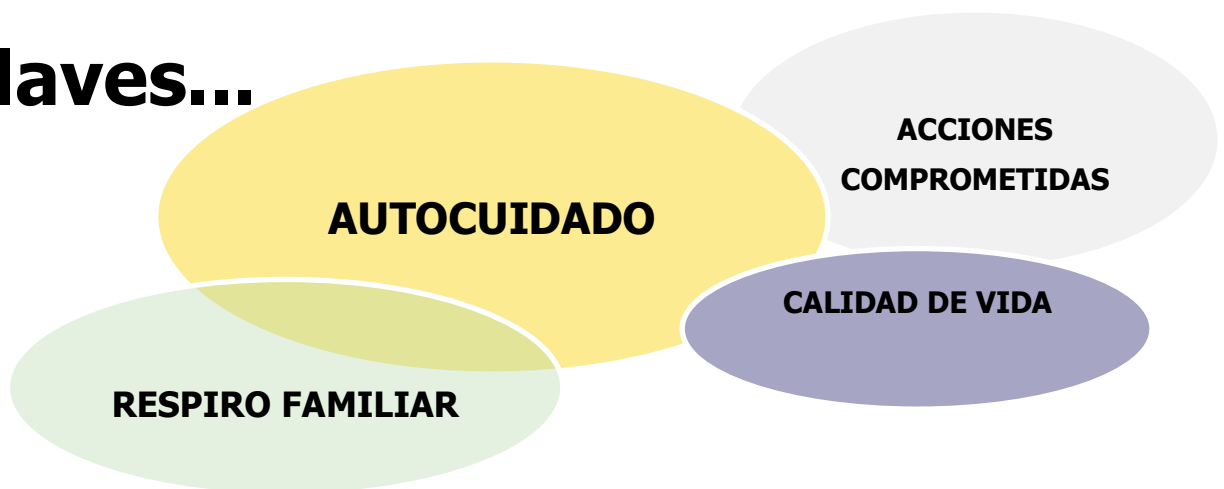 laves...
ACCIONES
COMPROMETIDAS
AUTOCUIDADO
CALIDAD DE VIDA
RESPIRO FAMILIAR